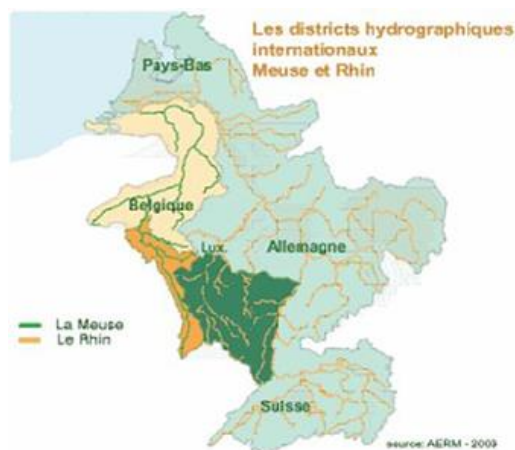 Les districts hydrographiques
internationaux
Meuse et Rhin
Pays-Bas
Belgique
Lux.
Allemagne
La Meuse
Le Rhin
Suisse
source: AERM - 2009